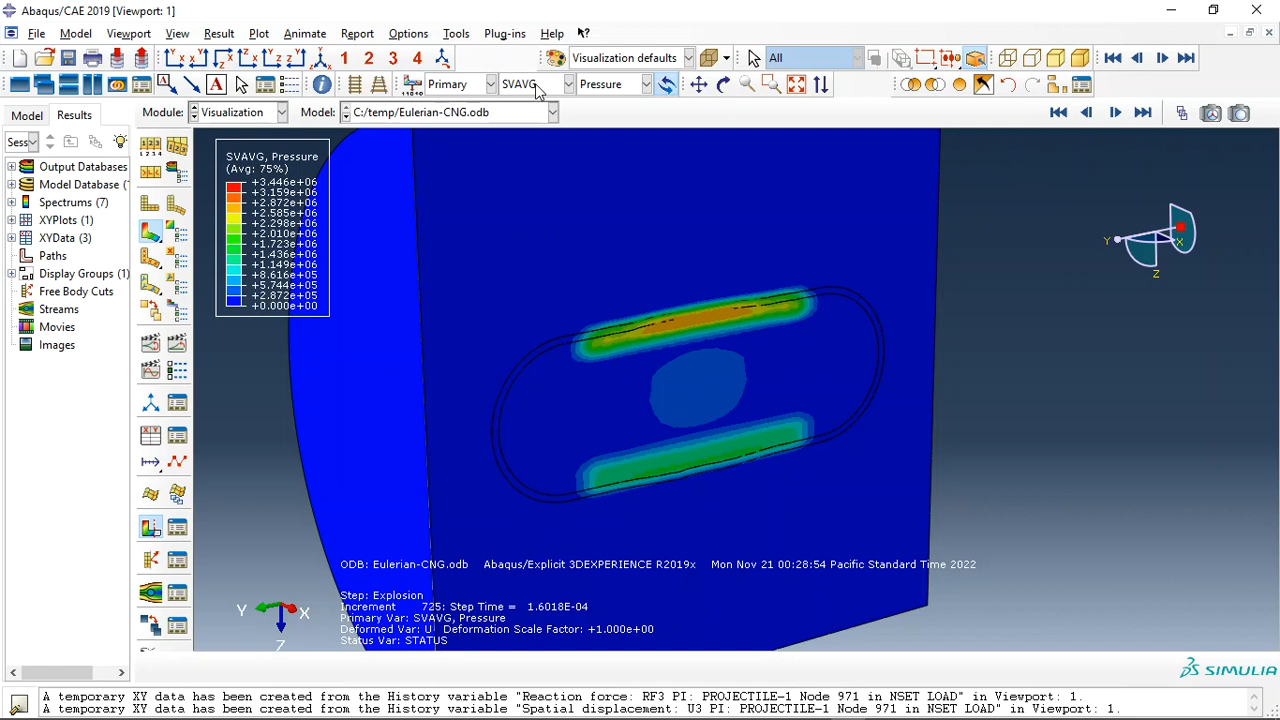 Abaqus/CAE 2019 [Viewport: 1]
File Model Viewport View Result Plot Animate Report Options Tools Plug-ins Help
1 2 3 4 Visualization defaults All
Primary SVAVG Pressure
Model Results Module: Visualization Model: C:/temp/Eulerian-CNG.odb
Sess
Output Databases
Model Database (
Spectrums (7)
XYPlots (1)
XYData (3)
Paths
Display Groups (1)
Free Body Cuts
Streams
Movies
Images
SVAVG, Pressure
(Avg: 75%)
+3.446e+06
+3.159e+06
+2.872e+06
+2.585e+06
+2.298e+06
+2.010e+06
+1.723e+06
+1.436e+06
+1.149e+06
+8.616e+05
+5.744e+05
+2.872e+05
+0.000e+00
Y X Z
Y X Z
ODB: Eulerian-CNG.odb Abaqus/Explicit 3DEXPERIENCE R2019x Mon Nov 21 00:28:54 Pacific Standard Time 2022
Step: Explosion
Increment 725: Step Time = 1.6018E-04
Primary Var: SVAVG, Pressure
Deformed Var: U Deformation Scale Factor: +1.000e+00
Status Var: STATUS
SIMULIA
A temporary XY data has been created from the History variable "Reaction force: RF3 PI: PROJECTILE-1 Node 971 in NSET LOAD" in Viewport: 1.
A temporary XY data has been created from the History variable "Spatial displacement: U3 PI: PROJECTILE-1 Node 971 in NSET LOAD" in Viewport: 1.